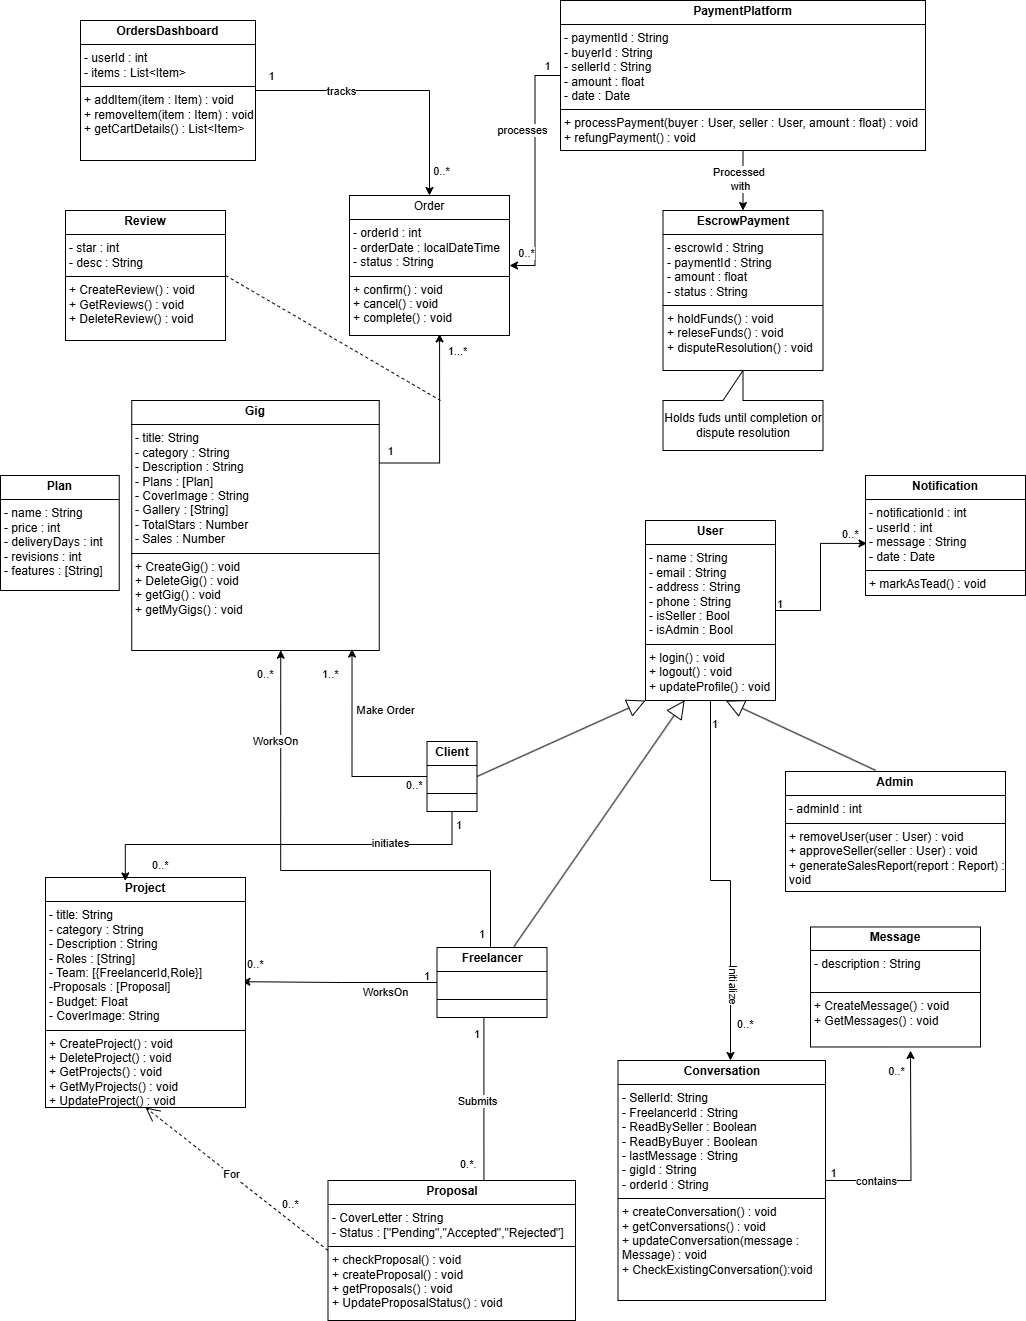 OrdersDashboard
- userId : int
- items : List<Item>
+ addItem(item : Item) : void
+ removeItem(item : Item) : void
+ getCartDetails() : List<Item>
1
tracks
0..*
PaymentPlatform
- paymentId : String
- buyerId : String
- sellerId : String
- amount : float
- date : Date
+ processPayment(buyer : User, seller : User, amount : float) : void
+ refungPayment() : void
1
processes
0..*
Processed
with
Order
- orderId : int
- orderDate : localDateTime
- status : String
+ confirm() : void
+ cancel() : void
+ complete() : void
Review
- star : int
- desc : String
+ CreateReview() : void
+ GetReviews() : void
+ DeleteReview() : void
EscrowPayment
- escrowId : String
- paymentId : String
- amount : float
- status : String
+ holdFunds() : void
+ releseFunds() : void
+ disputeResolution() : void
Holds fuds until completion or
dispute resolution
1...*
1
Gig
- title: String
- category : String
- Description : String
- Plans : [Plan]
- CoverImage : String
- Gallery : [String]
- TotalStars : Number
- Sales : Number
+ CreateGig() : void
+ DeleteGig() : void
+ getGig() : void
+ getMyGigs() : void
Plan
- name : String
- price : int
- deliveryDays : int
- revisions : int
- features : [String]
User
- name : String
- email : String
- address : String
- phone : String
- isSeller : Bool
- isAdmin : Bool
+ login() : void
+ logout() : void
+ updateProfile() : void
Notification
- notificationId : int
- userId : int
- message : String
- date : Date
+ markAsTead() : void
0..*
1
0..*
1..*
Make Order
WorksOn
Client
0..*
1
initiates
0..*
1
Admin
- adminId : int
+ removeUser(user : User) : void
+ approveSeller(seller : User) : void
+ generateSalesReport(report : Report) :
void
Project
- title: String
- category : String
- Description : String
- Roles : [String]
- Team: [{FreelancerId,Role}]
-Proposals : [Proposal]
- Budget: Float
- CoverImage: String
+ CreateProject() : void
+ DeleteProject() : void
+ GetProjects() : void
+ GetMyProjects() : void
+ UpdateProject() : void
1
Freelancer
0..*
1
WorksOn
1
Submits
0..*.
Initialize
0..*
Message
- description : String
+ CreateMessage() : void
+ GetMessages() : void
0..*
Conversation
- SellerId: String
- FreelancerId : String
- ReadBySeller : Boolean
- ReadByBuyer : Boolean
- lastMessage : String
- gigId : String
- orderId : String
+ createConversation() : void
+ getConversations() : void
+ updateConversation(message :
Message) : void
+ CheckExistingConversation():void
1
contains
For
0..*
Proposal
- CoverLetter : String
- Status : ["Pending","Accepted","Rejected"]
+ checkProposal() : void
+ createProposal() : void
+ getProposals() : void
+ UpdateProposalStatus() : void